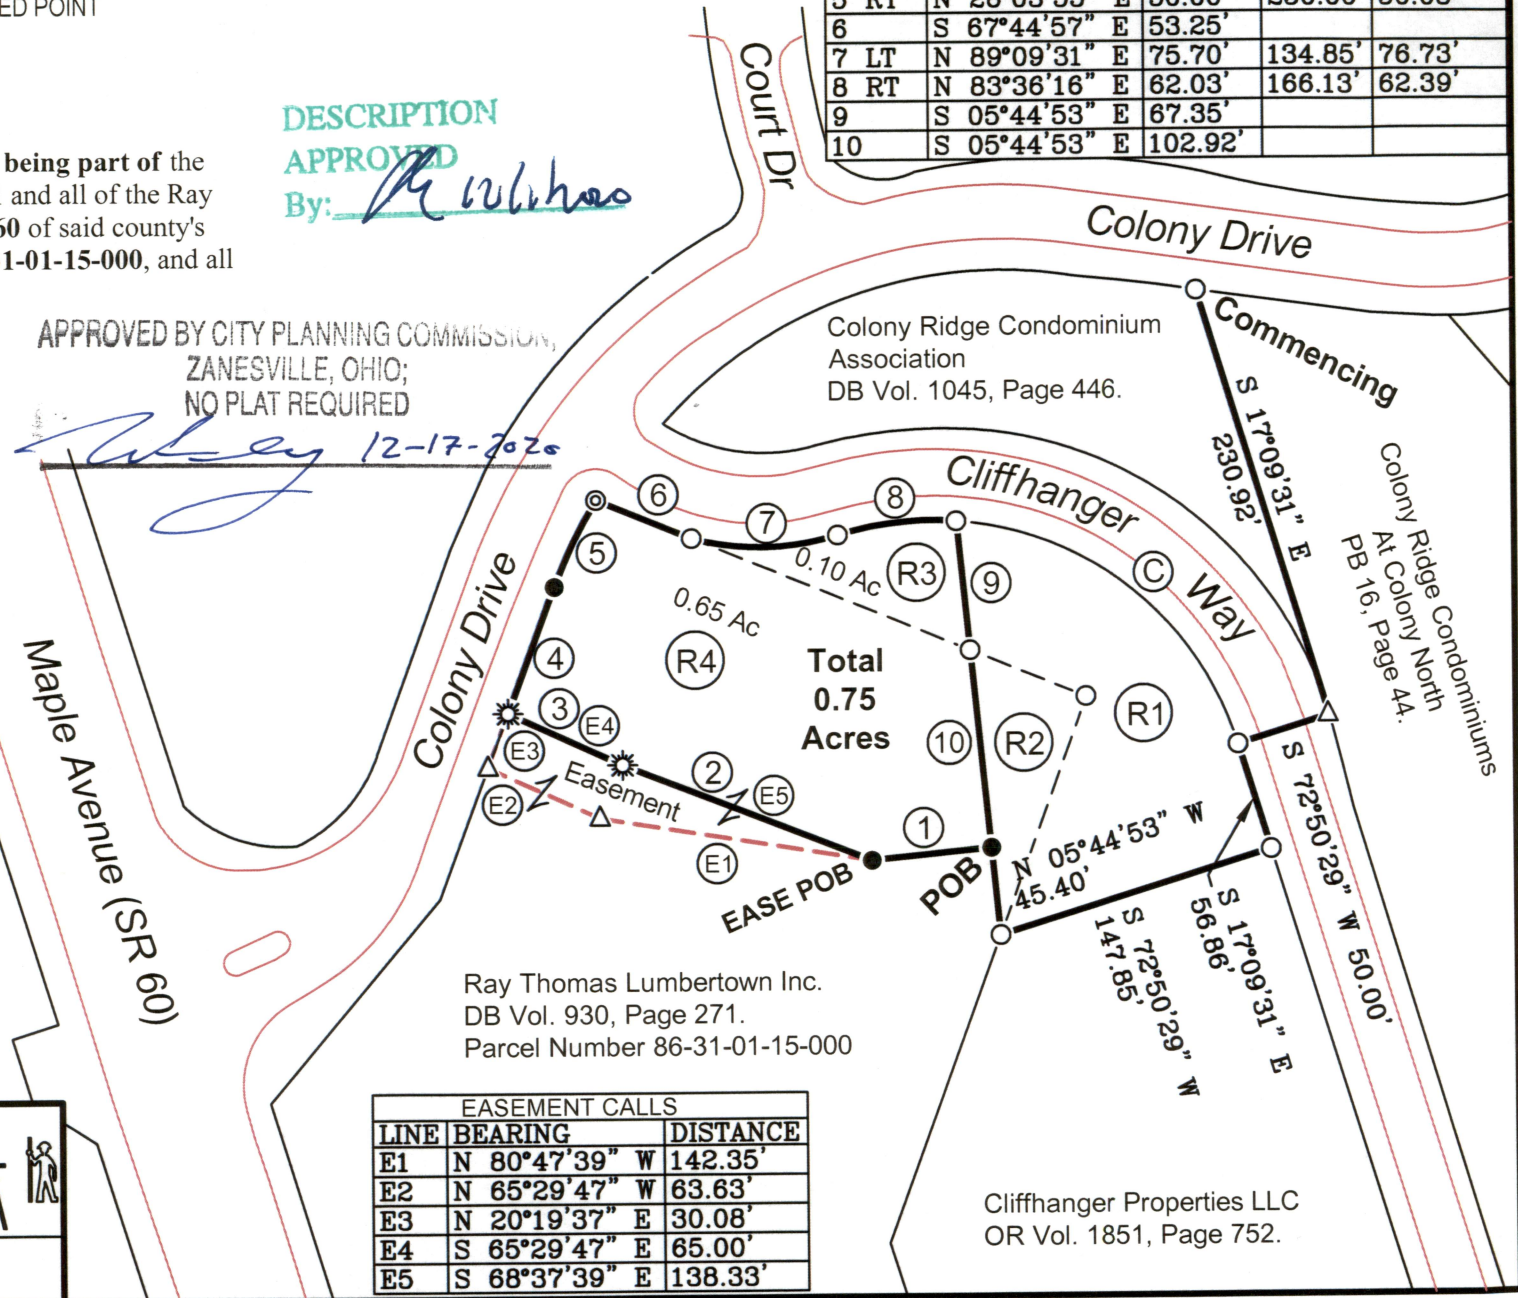 ED POINT
being part of the
and all of the Ray
60 of said county's
1-01-15-000, and all
DESCRIPTION
APPROVED
By:
APPROVED BY CITY PLANNING COMMISSION,
ZANESVILLE, OHIO;
NO PLAT REQUIRED
12-17-2020
5 RT N 28°03'55" E
6 S 67°44'57" E 53.25'
7 LT N 89°09'31" E 75.70' 134.85' 76.73'
8 RT N 83°36'16" E 62.03' 166.13' 62.39'
9 S 05°44'53" E 67.35'
10 S 05°44'53" E 102.92'
Court Dr
Colony Drive
Colony Ridge Condominium
Association
DB Vol. 1045, Page 446.
Commencing
S 17°09'31" E
230.92'
Colony Ridge Condominiums
At Colony North
PB 16, Page 44.
Cliffhanger
C
Way
Colony Drive
Maple Avenue (SR 60)
6
7
8
5
0.10 Ac
R3
9
0.65 Ac
4
R4
Total
0.75
Acres
3
E4
E3
10
R2
R1
Easement
2
E5
E2
1
E1
EASE POB
POB
N 05°44'53" W
45.40'
S 72°50'29" W 50.00'
S 17°09'31" E
56.86'
S 72°50'29" W
147.85'
Ray Thomas Lumbertown Inc.
DB Vol. 930, Page 271.
Parcel Number 86-31-01-15-000
EASEMENT CALLS
LINE BEARING DISTANCE
E1 N 80°47'39" W 142.35'
E2 N 65°29'47" W 63.63'
E3 N 20°19'37" E 30.08'
E4 S 65°29'47" E 65.00'
E5 S 68°37'39" E 138.33'
Cliffhanger Properties LLC
OR Vol. 1851, Page 752.